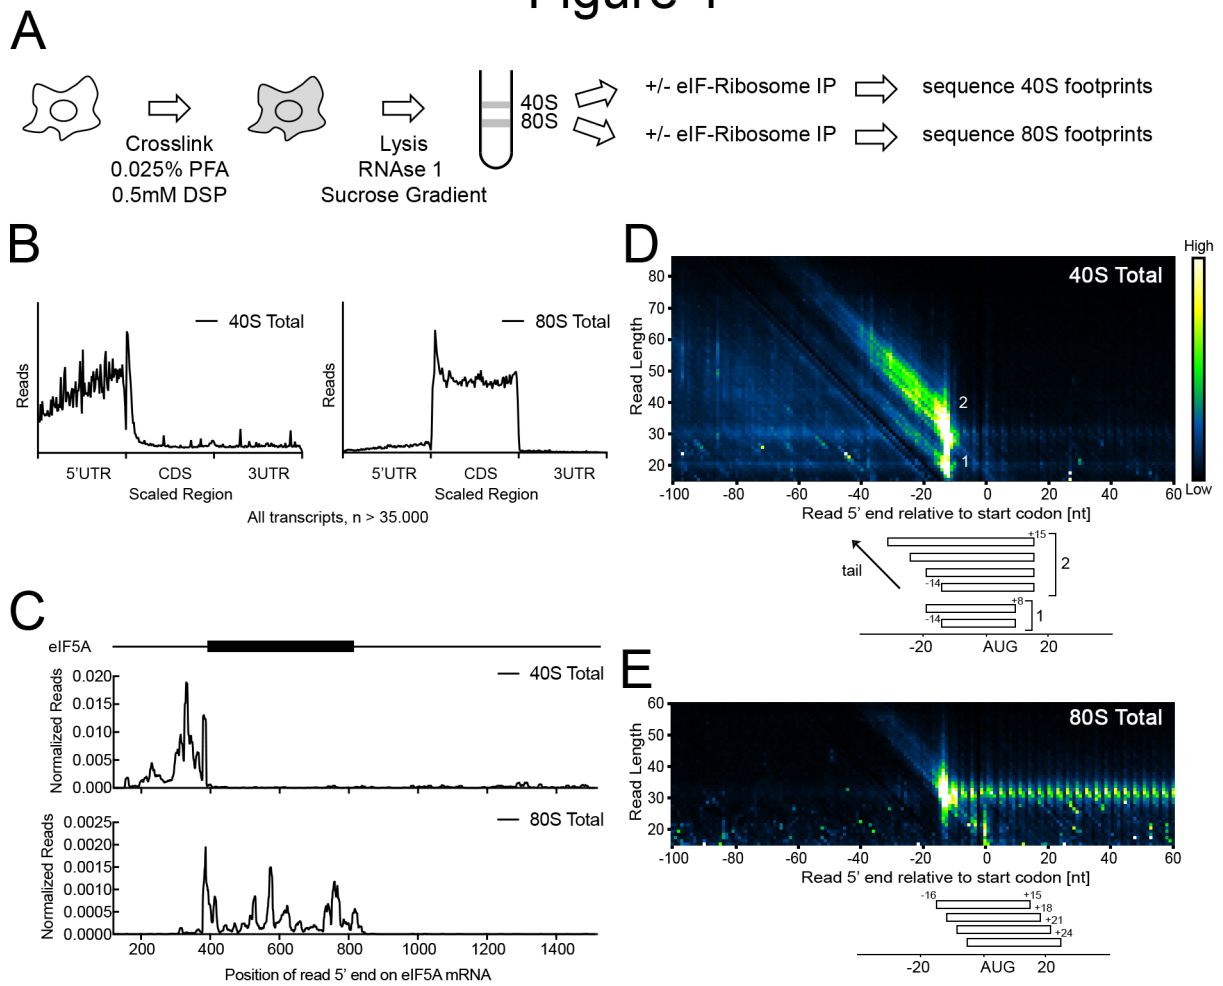 Figure 1
A
Crosslink
0.025% PFA
0.5mM DSP
Lysis
RNAse 1
Sucrose Gradient
40S
80S
+/- eIF-Ribosome IP
sequence 40S footprints
+/- eIF-Ribosome IP
sequence 80S footprints
B
Reads
40S Total
5'UTR CDS 3UTR
Scaled Region
Reads
80S Total
5'UTR CDS 3UTR
Scaled Region
All transcripts, n > 35.000
C
eIF5A
40S Total
Normalized Reads
0.020
0.015
0.010
0.005
0.000
80S Total
Normalized Reads
0.0025
0.0020
0.0015
0.0010
0.0005
0.0000
200 400 600 800 1000 1200 1400
Position of read 5' end on eIF5A mRNA
D
40S Total
High
Low
Read Length
80
70
60
50
40
30
20
2
1
-100 -80 -60 -40 -20 0 20 40 60
Read 5' end relative to start codon [nt]
tail
+15
2
-14
+8
1
-14
-20 AUG 20
E
80S Total
Read Length
60
50
40
30
20
-100 -80 -60 -40 -20 0 20 40 60
Read 5' end relative to start codon [nt]
-16 +15
+18
+21
+24
-20 AUG 20